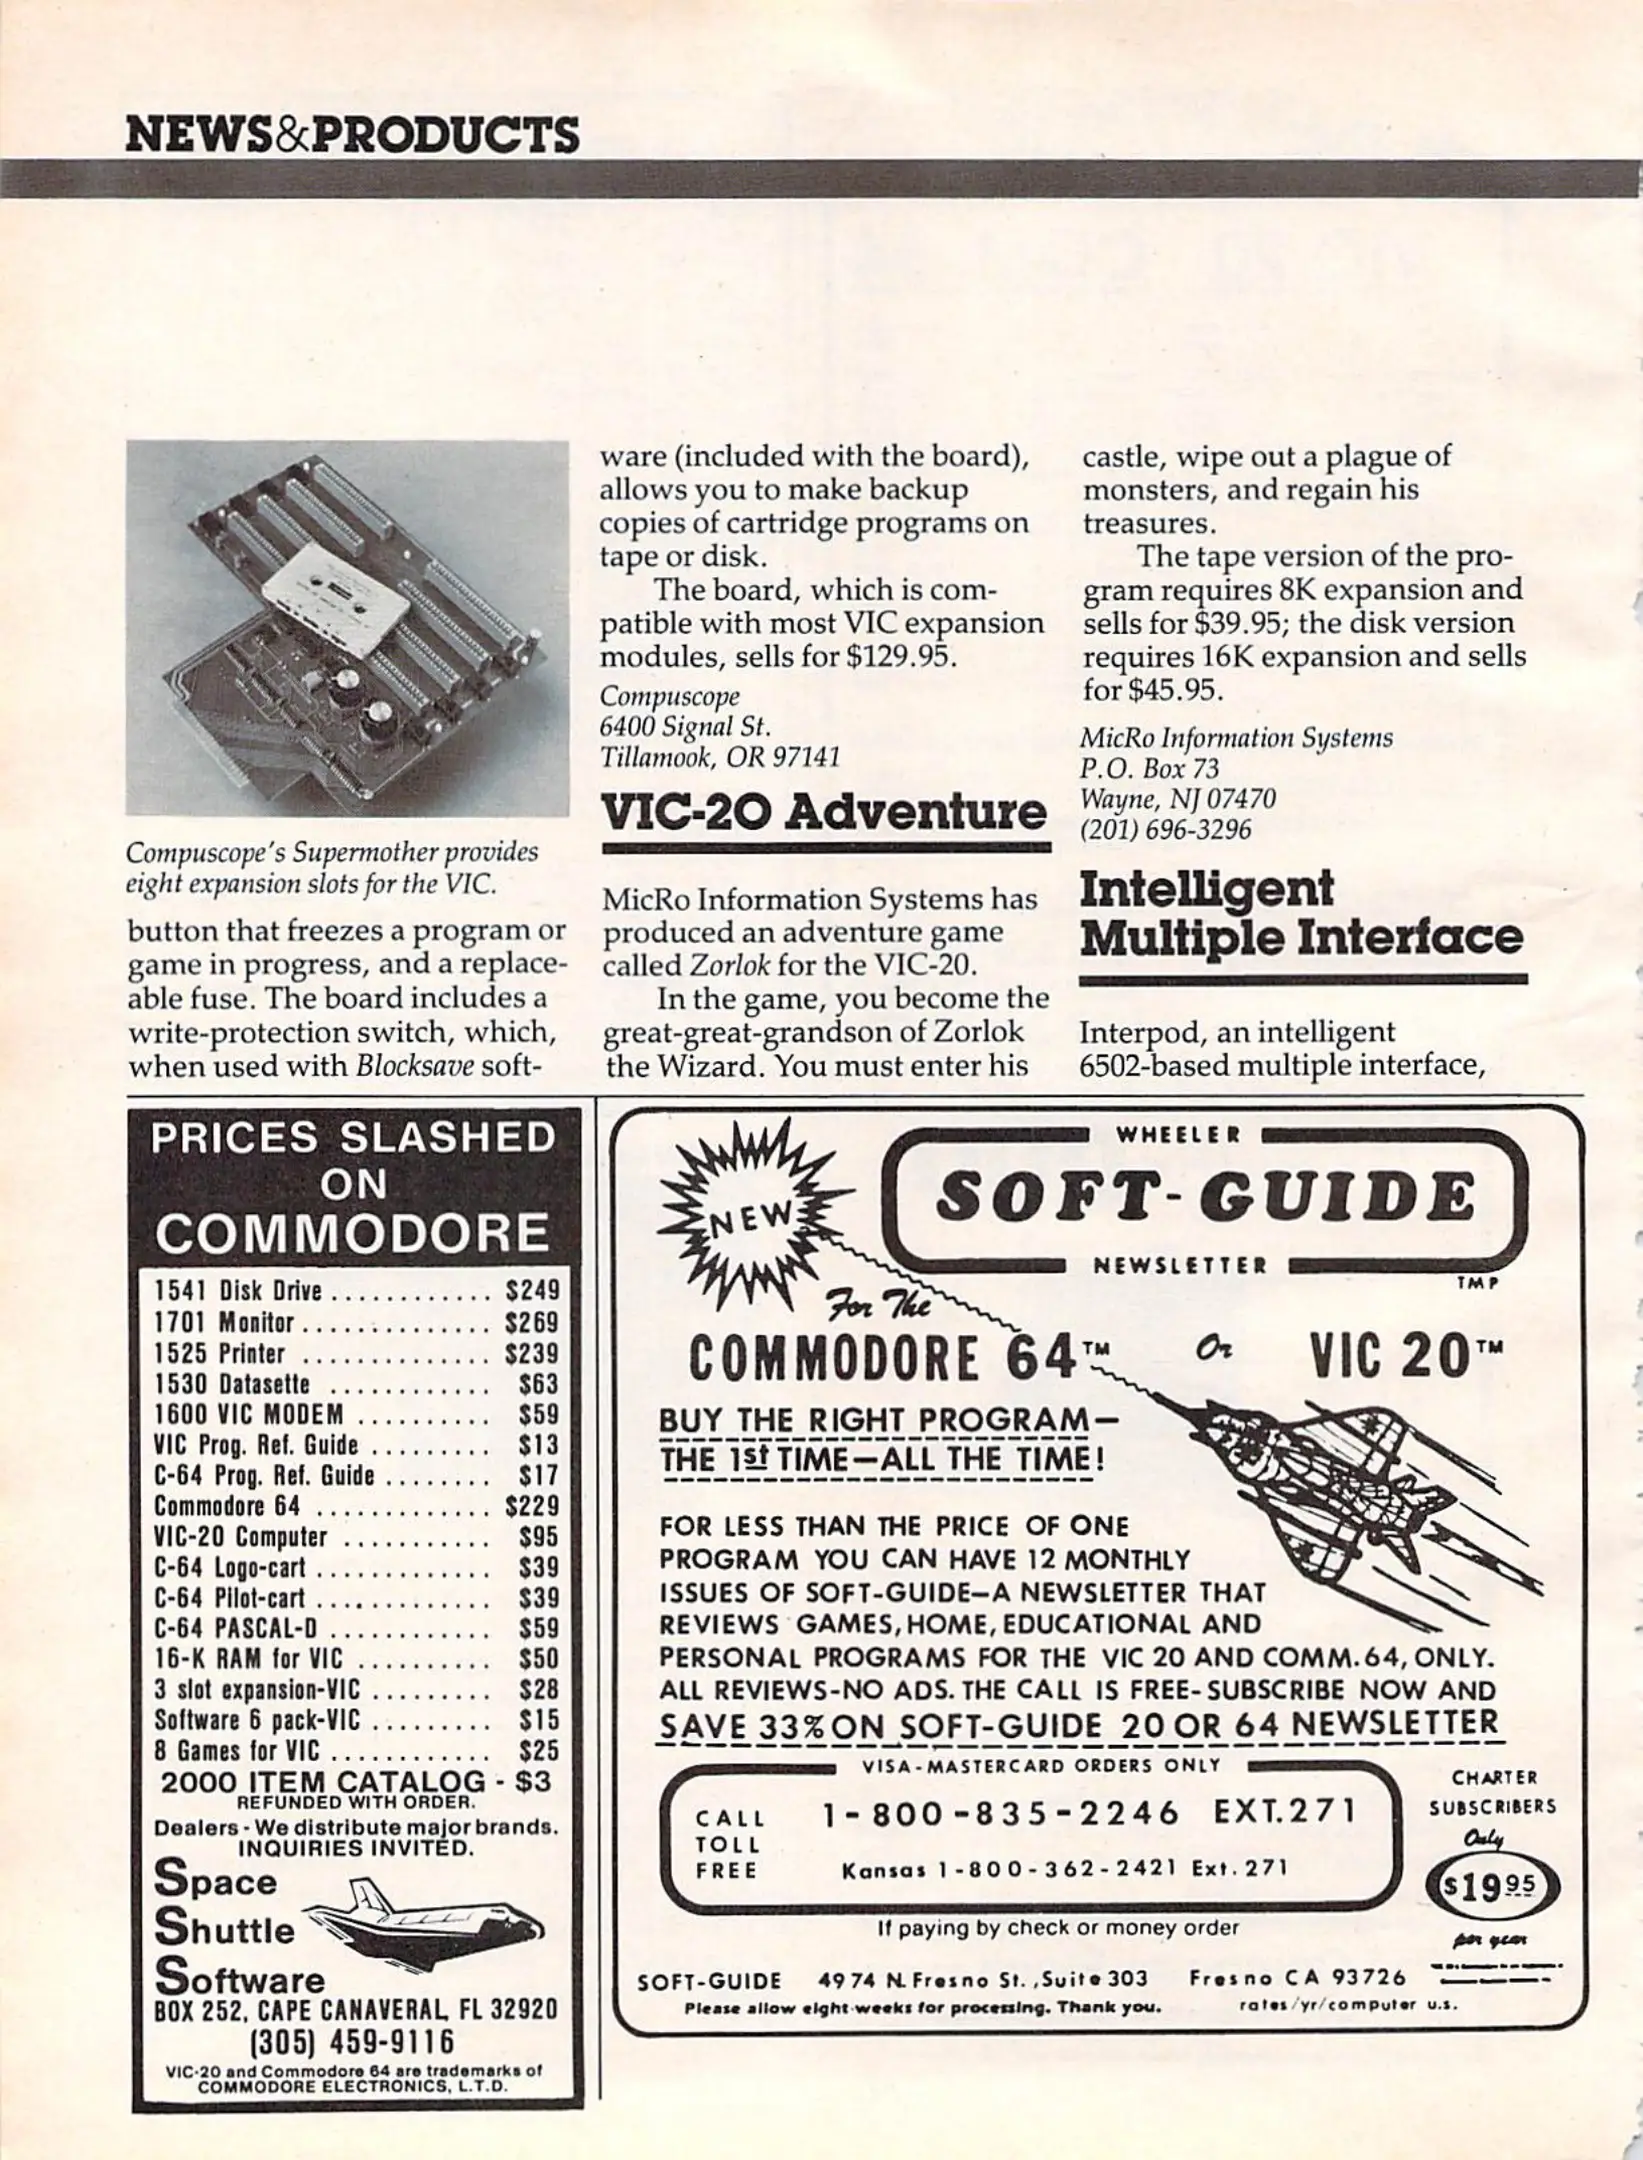 NEWS&PRODUCTS
Compuscope's Supermother provides
eight expansion slots for the VIC.
button that freezes a program or
game in progress, and a replace-
able fuse. The board includes a
write-protection switch, which,
when used with Blocksave soft-
ware (included with the board),
allows you to make backup
copies of cartridge programs on
tape or disk.
The board, which is com-
patible with most VIC expansion
modules, sells for $129.95.
Compuscope
6400 Signal St.
Tillamook, OR 97141
VIC-20 Adventure
MicRo Information Systems has
produced an adventure game
called Zorlok for the VIC-20.
In the game, you become the
great-great-grandson of Zorlok
the Wizard. You must enter his
castle, wipe out a plague of
monsters, and regain his
treasures.
The tape version of the pro-
gram requires 8K expansion and
sells for $39.95; the disk version
requires 16K expansion and sells
for $45.95.
MicRo Information Systems
P.O. Box 73
Wayne, NJ 07470
(201) 696-3296
Intelligent
Multiple Interface
Interpod, an intelligent
6502-based multiple interface,
PRICES SLASHED
ON
COMMODORE
1541 Disk Drive ............ $249
1701 Monitor .............. $269
1525 Printer .............. $239
1530 Datasette ............ $63
1600 VIC MODEM .......... $59
VIC Prog. Ref. Guide ......... $13
C-64 Prog. Ref. Guide ........ $17
Commodore 64 ............. $229
VIC-20 Computer ........... $95
C-64 Logo-cart ............. $39
C-64 Pilot-cart .............. $39
C-64 PASCAL-D ............ $59
16-K RAM for VIC .......... $50
3 slot expansion-VIC ......... $28
Software 6 pack-VIC ......... $15
8 Games for VIC ............ $25
2000 ITEM CATALOG - $3
REFUNDED WITH ORDER.
Dealers - We distribute major brands.
INQUIRIES INVITED.
Space
Shuttle
Software
BOX 252, CAPE CANAVERAL, FL 32920
(305) 459-9116
VIC-20 and Commodore 64 are trademarks of
COMMODORE ELECTRONICS, L.T.D.
NEW
WHEELER
SOFT-GUIDE
NEWSLETTER
TMP
For The
COMMODORE 64™ Or VIC 20™
BUY THE RIGHT PROGRAM—
THE 1st TIME—ALL THE TIME!
FOR LESS THAN THE PRICE OF ONE
PROGRAM YOU CAN HAVE 12 MONTHLY
ISSUES OF SOFT-GUIDE—A NEWSLETTER THAT
REVIEWS GAMES, HOME, EDUCATIONAL AND
PERSONAL PROGRAMS FOR THE VIC 20 AND COMM.64, ONLY.
ALL REVIEWS-NO ADS. THE CALL IS FREE-SUBSCRIBE NOW AND
SAVE 33% ON SOFT-GUIDE 20 OR 64 NEWSLETTER
VISA-MASTERCARD ORDERS ONLY
CALL
TOLL
FREE
1-800-835-2246 EXT.271
Kansas 1-800-362-2421 Ext.271
CHARTER
SUBSCRIBERS
Only
$19.95
per year
If paying by check or money order
SOFT-GUIDE 4974 N. Fresno St., Suite 303 Fresno CA 93726
Please allow eight weeks for processing. Thank you.
rates/yr/computer u.s.